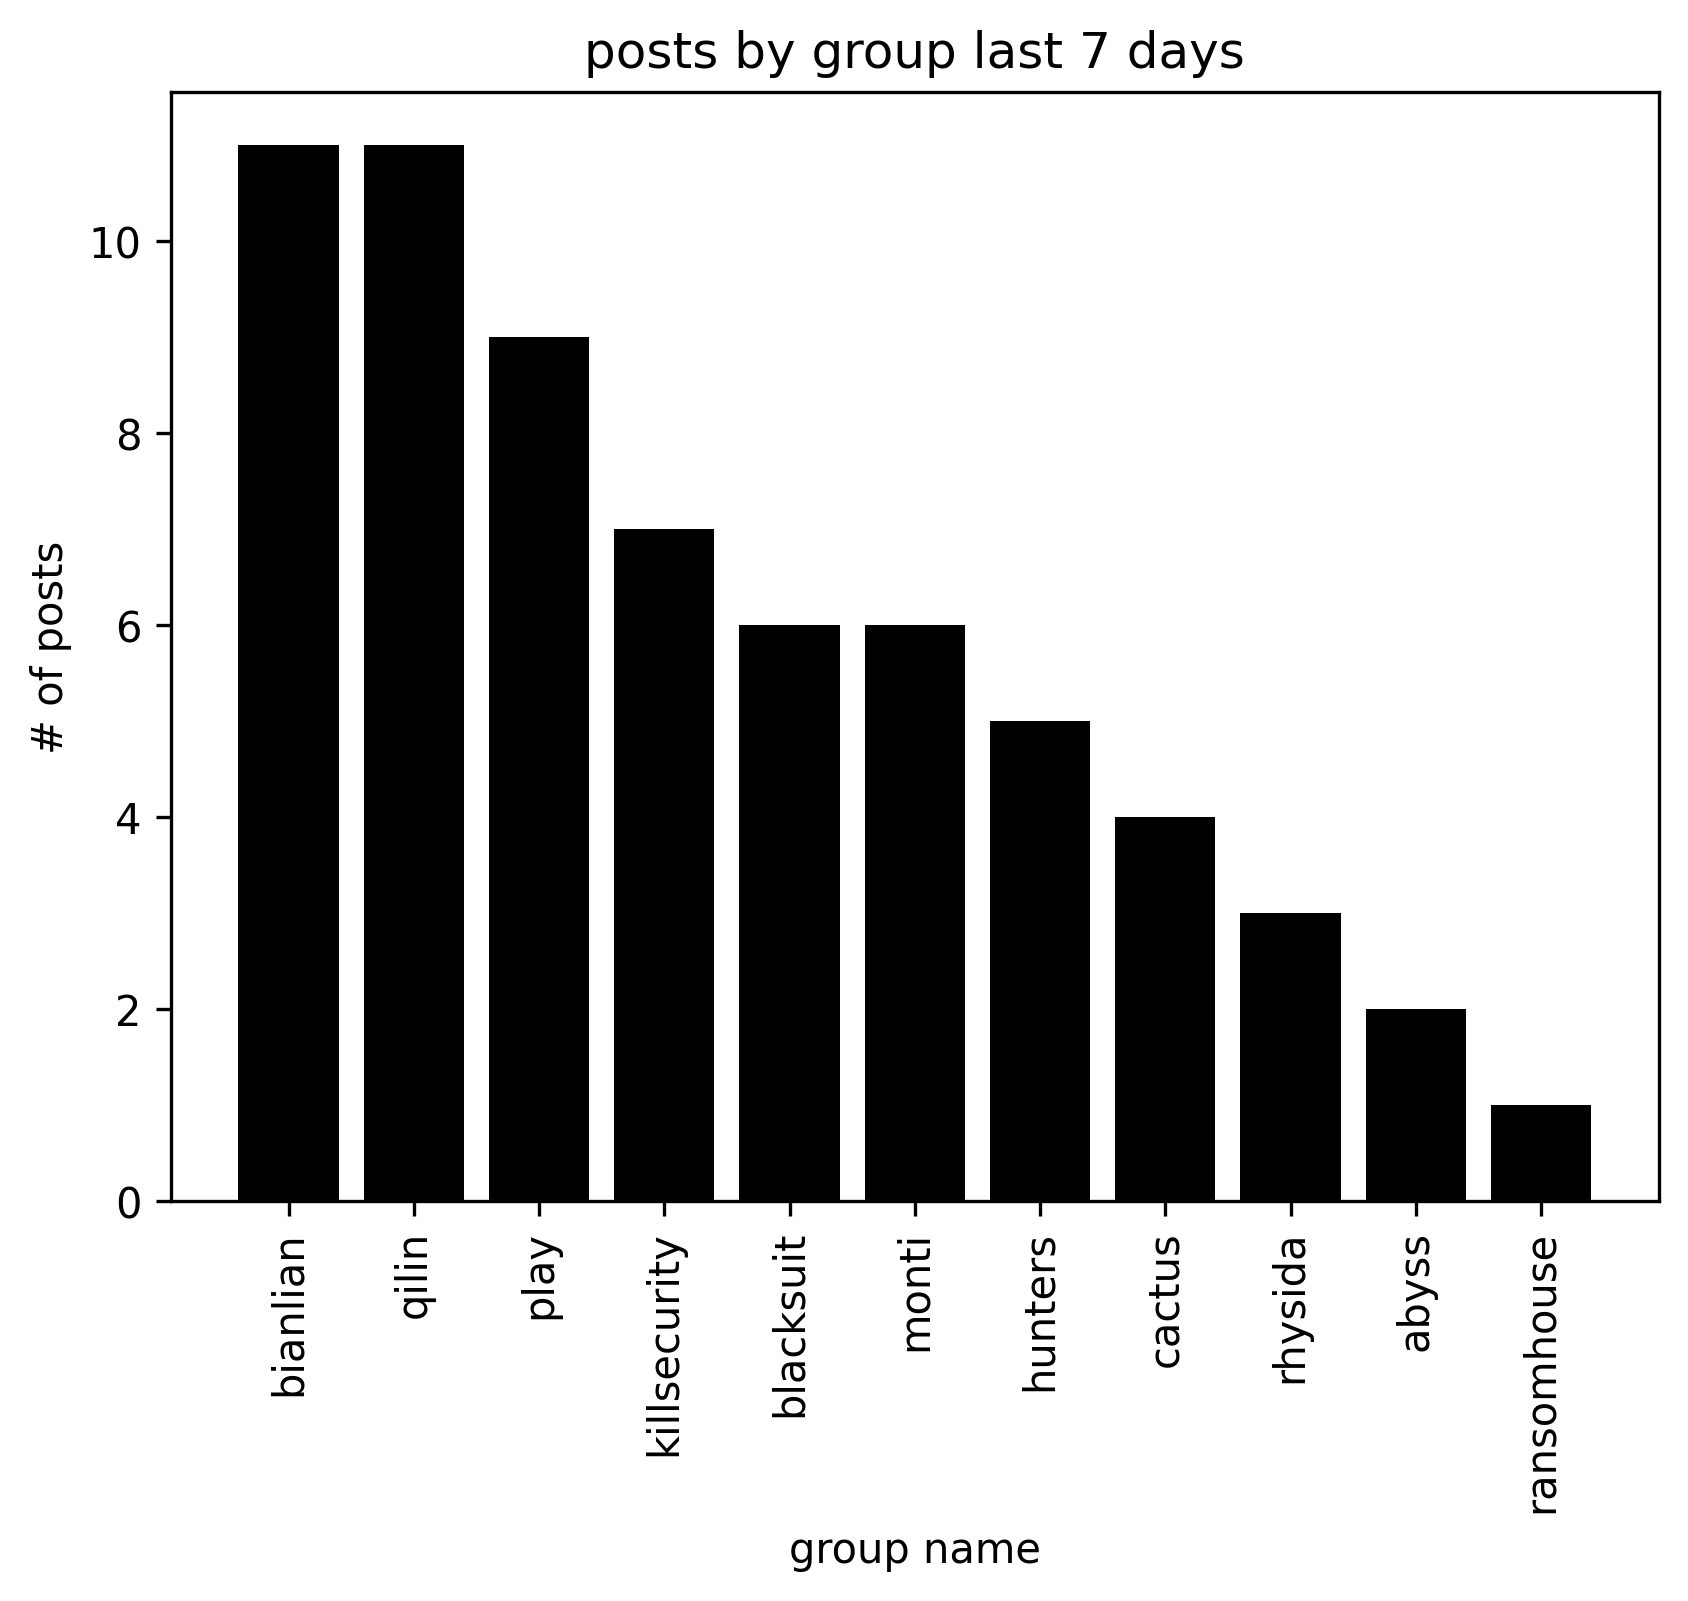 posts by group last 7 days
# of posts
10
8
6
4
2
0
bianlian
qilin
play
killsecurity
blacksuit
monti
hunters
cactus
rhysida
abyss
ransomhouse
group name